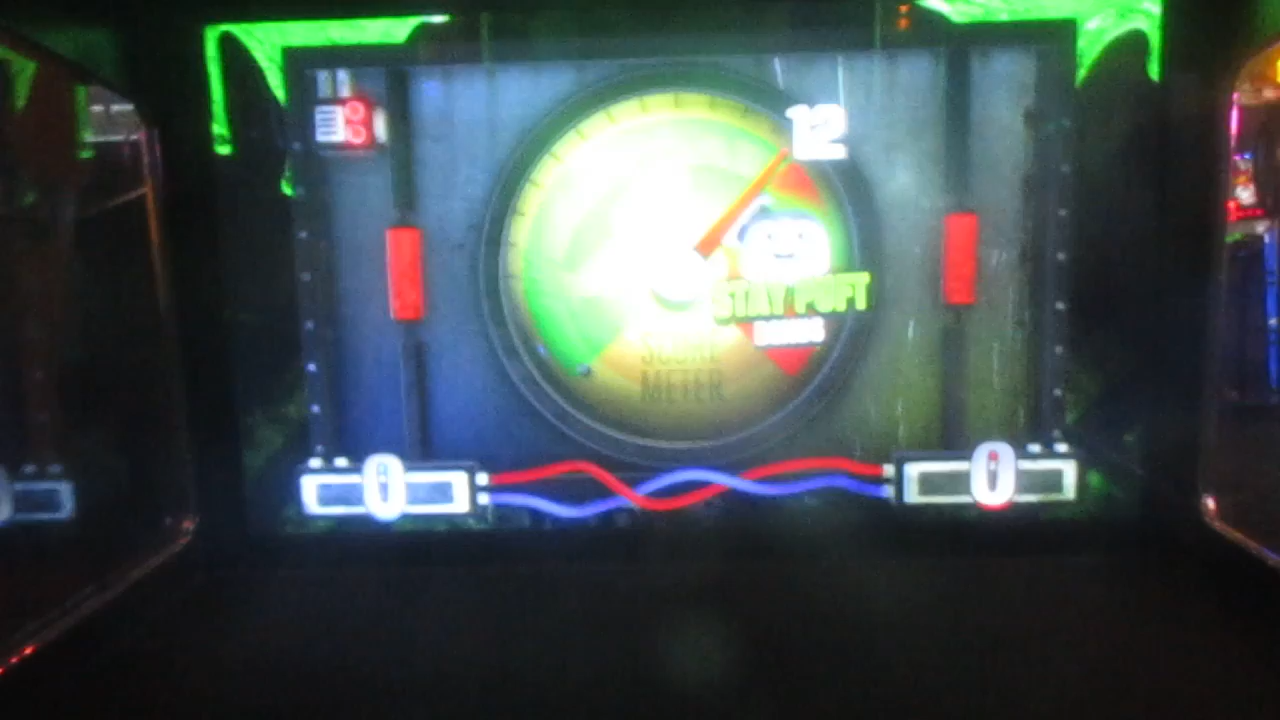 12
STAY PUFT
BONUS
SCORE
METER
0
0